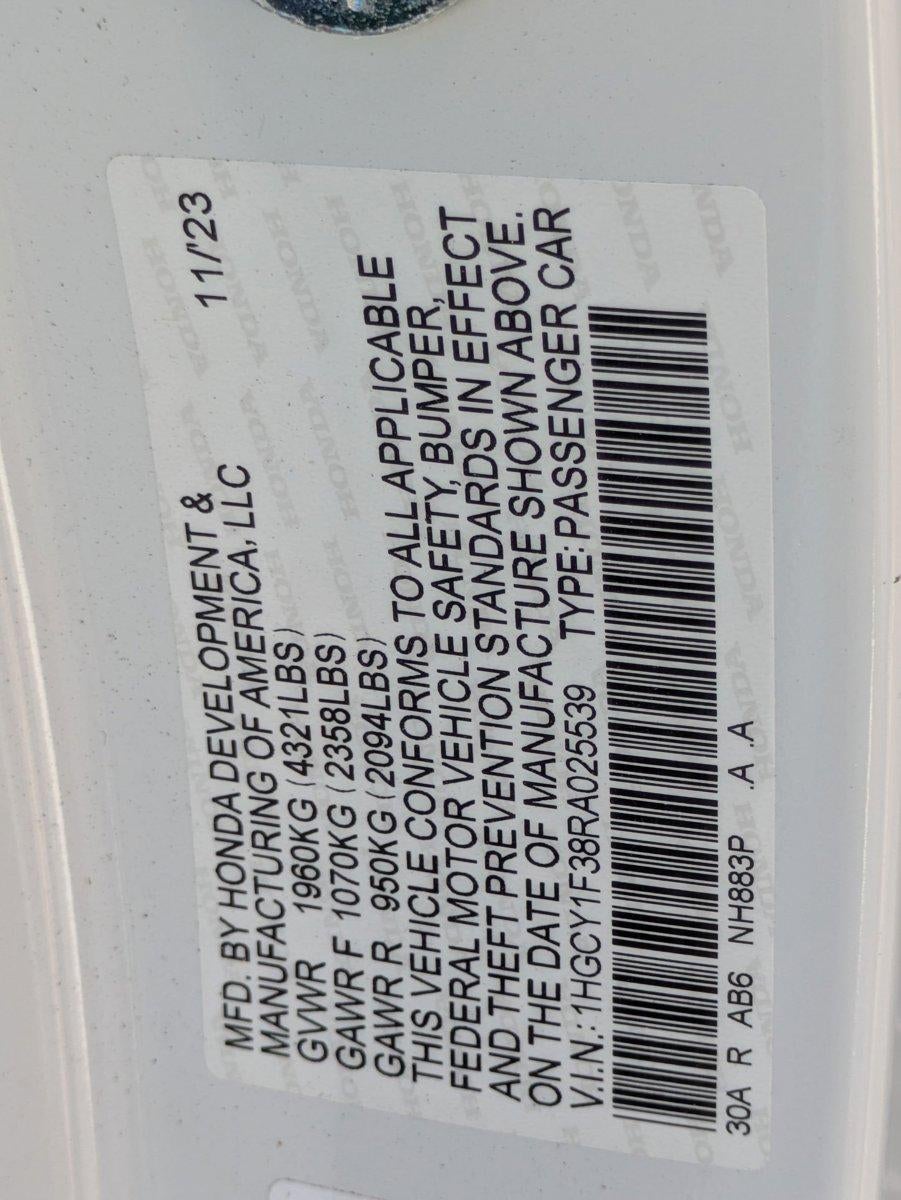 MFD. BY HONDA DEVELOPMENT & 11/'23
MANUFACTURING OF AMERICA, LLC
GVWR 1960KG (4321LBS)
GAWR F 1070KG (2358LBS)
GAWR R 950KG (2094LBS)
THIS VEHICLE CONFORMS TO ALL APPLICABLE
FEDERAL MOTOR VEHICLE SAFETY, BUMPER,
AND THEFT PREVENTION STANDARDS IN EFFECT
ON THE DATE OF MANUFACTURE SHOWN ABOVE.
V.I.N.: 1HGCY1F38RA025539 TYPE: PASSENGER CAR
30A R AB6 NH883P .A .A